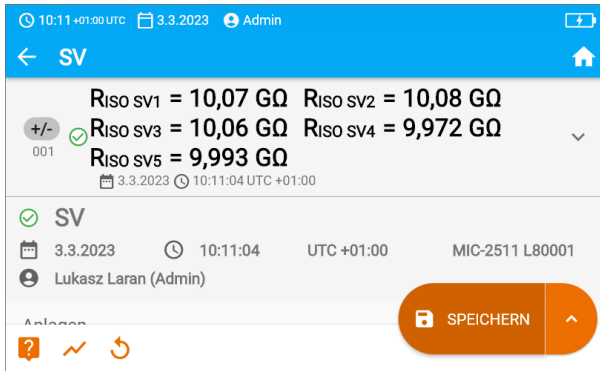 10:11 +01:00 UTC 3.3.2023 Admin
SV
RISO SV1 = 10,07 GΩ RISO SV2 = 10,08 GΩ
+/- RISO SV3 = 10,06 GΩ RISO SV4 = 9,972 GΩ
001
RISO SV5 = 9,993 GΩ
3.3.2023 10:11:04 UTC +01:00
SV
3.3.2023 10:11:04 UTC +01:00 MIC-2511 L80001
Lukasz Laran (Admin)
Anlagen
SPEICHERN